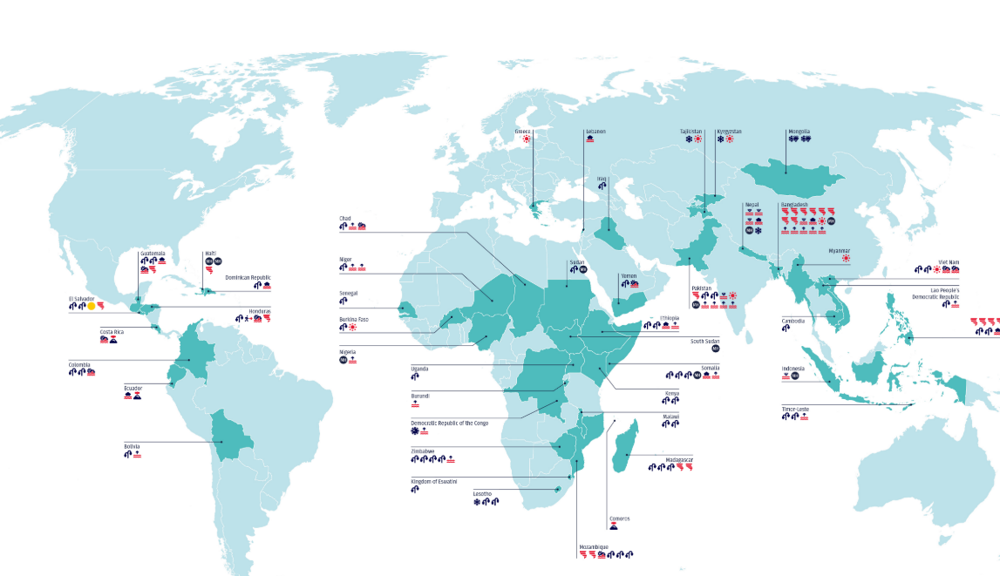 Greece
Lebanon
Tajikistan
Kyrgyzstan
Mongolia
Iraq
Nepal
Bangladesh
Chad
Guatemala
Haiti
Myanmar
Niger
Sudan
Viet Nam
Dominican Republic
Yemen
Pakistan
Lao People's
Democratic Republic
Senegal
El Salvador
Honduras
Burkina Faso
Ethiopia
Cambodia
Costa Rica
South Sudan
Nigeria
Colombia
Uganda
Somalia
Indonesia
Ecuador
Burundi
Kenya
Timor-Leste
Democratic Republic of the Congo
Malawi
Bolivia
Zimbabwe
Madagascar
Kingdom of Eswatini
Lesotho
Comoros
Mozambique